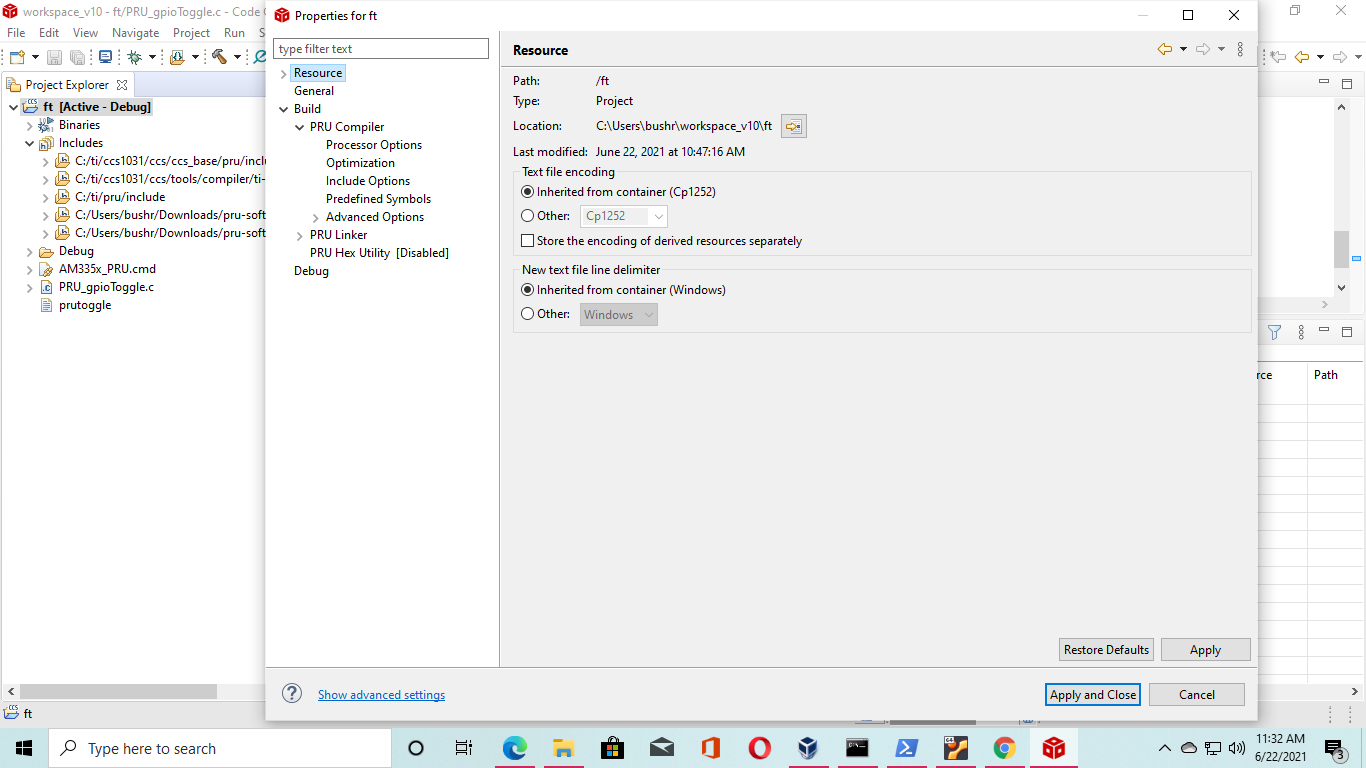 workspace_v10 - ft/PRU_gpioToggle.c - Code C
File Edit View Navigate Project Run
Project Explorer
ft [Active - Debug]
Binaries
Includes
C:/ti/ccs1031/ccs/ccs_base/pru/inclu
C:/ti/ccs1031/ccs/tools/compiler/ti-
C:/ti/pru/include
C:/Users/bushr/Downloads/pru-soft
C:/Users/bushr/Downloads/pru-soft
Debug
AM335x_PRU.cmd
PRU_gpioToggle.c
prutoggle
Properties for ft
type filter text
Resource
General
Build
PRU Compiler
Processor Options
Optimization
Include Options
Predefined Symbols
Advanced Options
PRU Linker
PRU Hex Utility [Disabled]
Debug
Resource
Path: /ft
Type: Project
Location: C:\Users\bushr\workspace_v10\ft
Last modified: June 22, 2021 at 10:47:16 AM
Text file encoding
Inherited from container (Cp1252)
Other: Cp1252
Store the encoding of derived resources separately
New text file line delimiter
Inherited from container (Windows)
Other: Windows
Restore Defaults Apply
Show advanced settings
Apply and Close Cancel
rce Path
ft
Type here to search
11:32 AM
6/22/2021
3